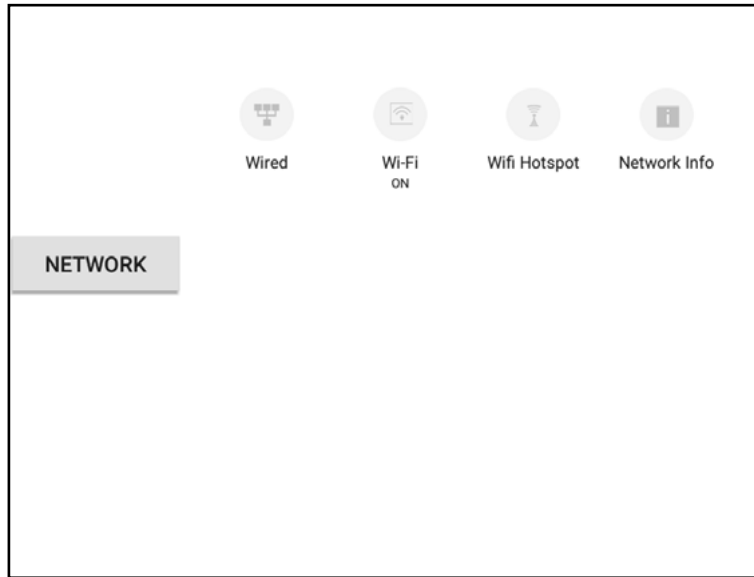 Wired
Wi-Fi
ON
Wifi Hotspot
Network Info
NETWORK